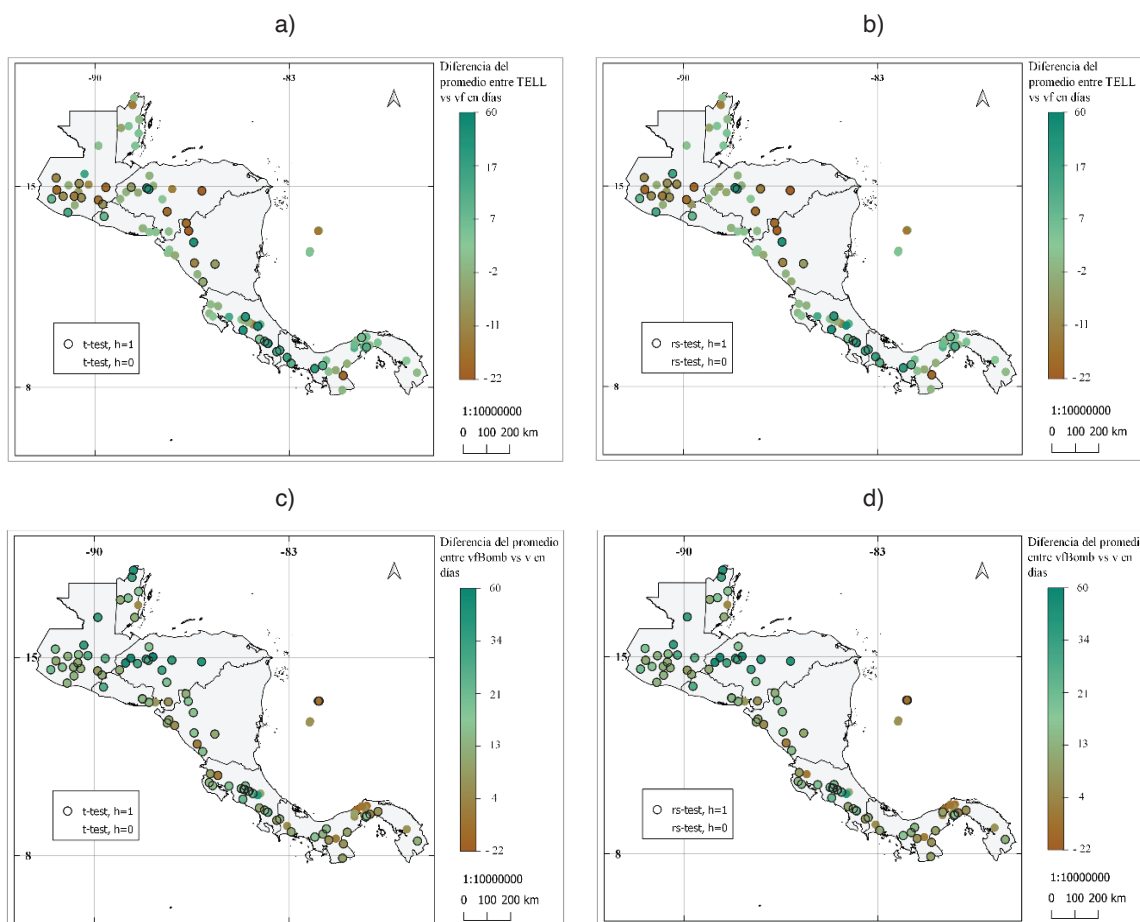 a)
-90
-83
15
8
Diferencia del
promedio entre TELL
vs vf en días
60
17
7
-2
-11
-22
t-test, h=1
t-test, h=0
1:10000000
0 100 200 km
b)
-90
-83
15
8
Diferencia del
promedio entre TELL
vs vf en días
60
17
7
-2
-11
-22
rs-test, h=1
rs-test, h=0
1:10000000
0 100 200 km
c)
-90
-83
15
8
Diferencia del promedio
entre vfBomb vs v en
días
60
34
21
13
4
-22
t-test, h=1
t-test, h=0
1:10000000
0 100 200 km
d)
-90
-83
15
8
Diferencia del promedi
entre vfBomb vs v en
días
60
34
21
13
4
-22
rs-test, h=1
rs-test, h=0
1:10000000
0 100 200 km